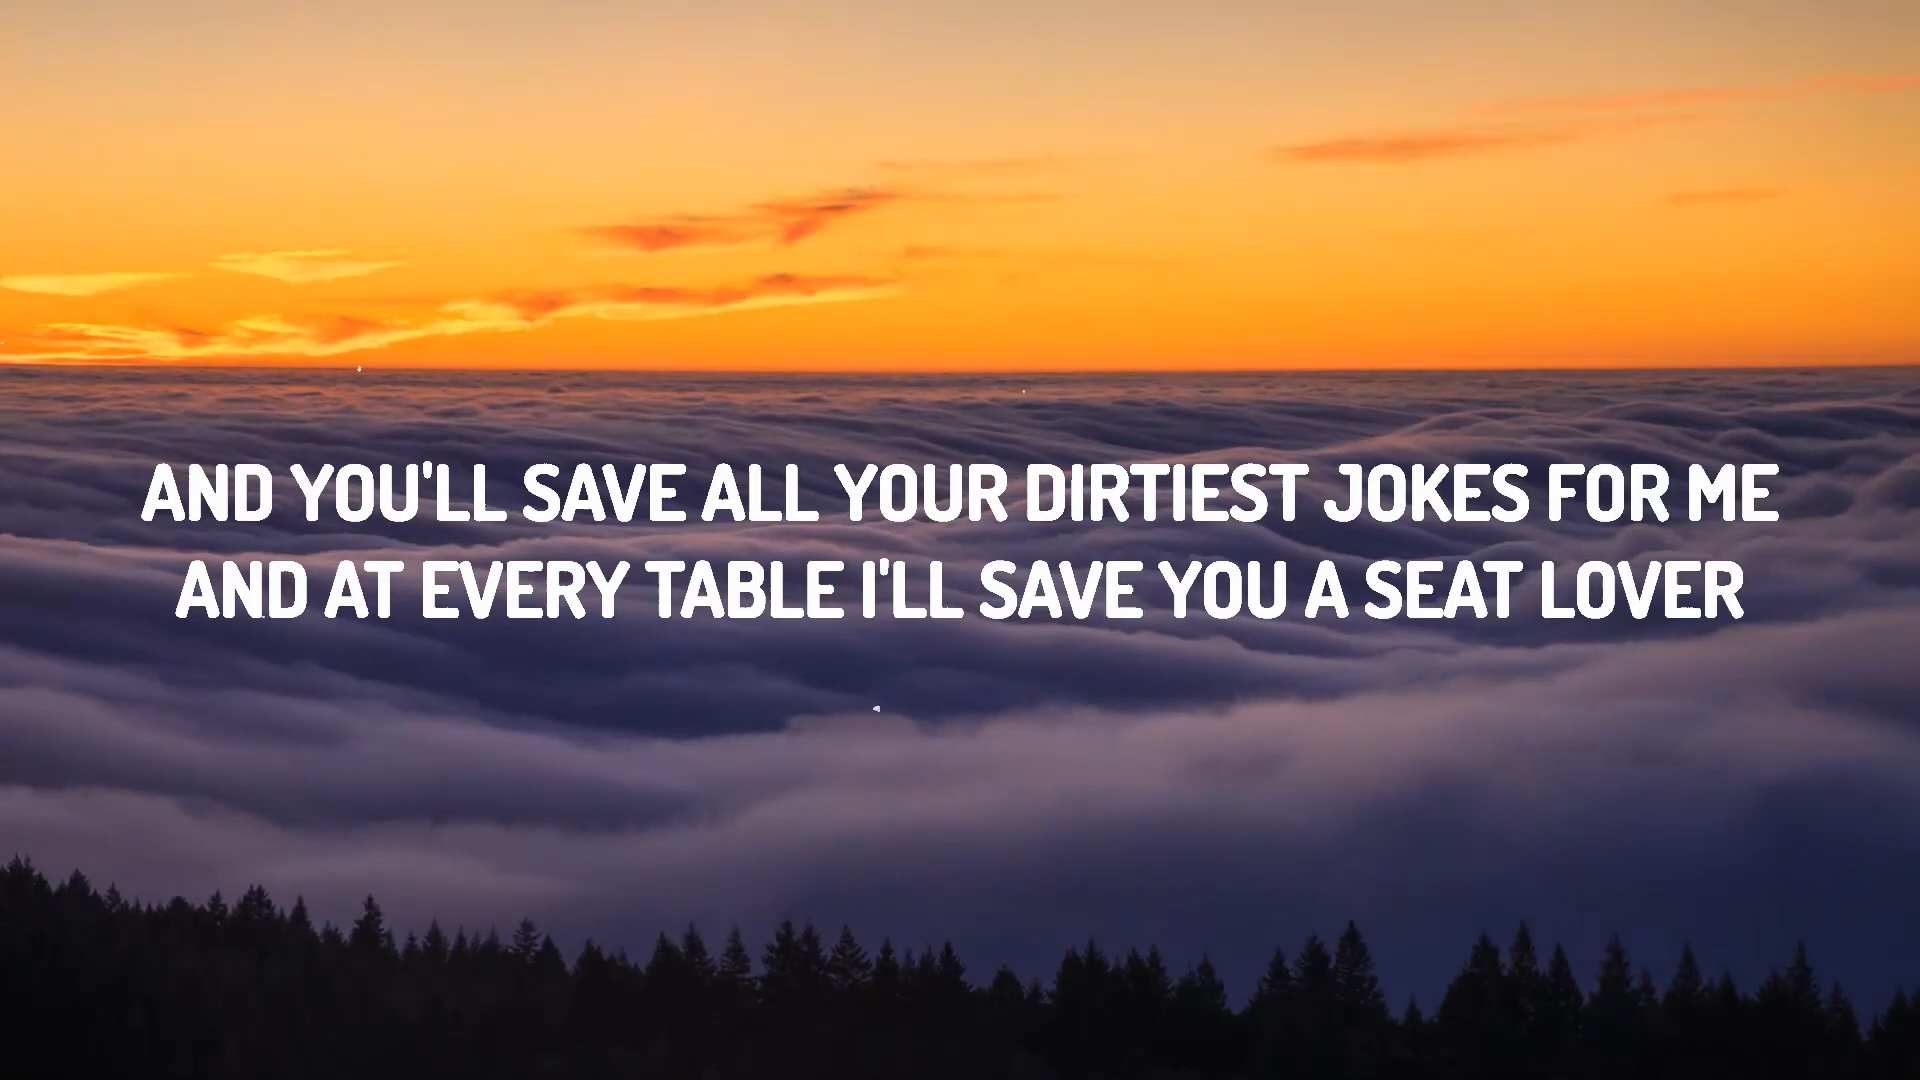 AND YOU'LL SAVE ALL YOUR DIRTIEST JOKES FOR ME
AND AT EVERY TABLE I'LL SAVE YOU A SEAT LOVER